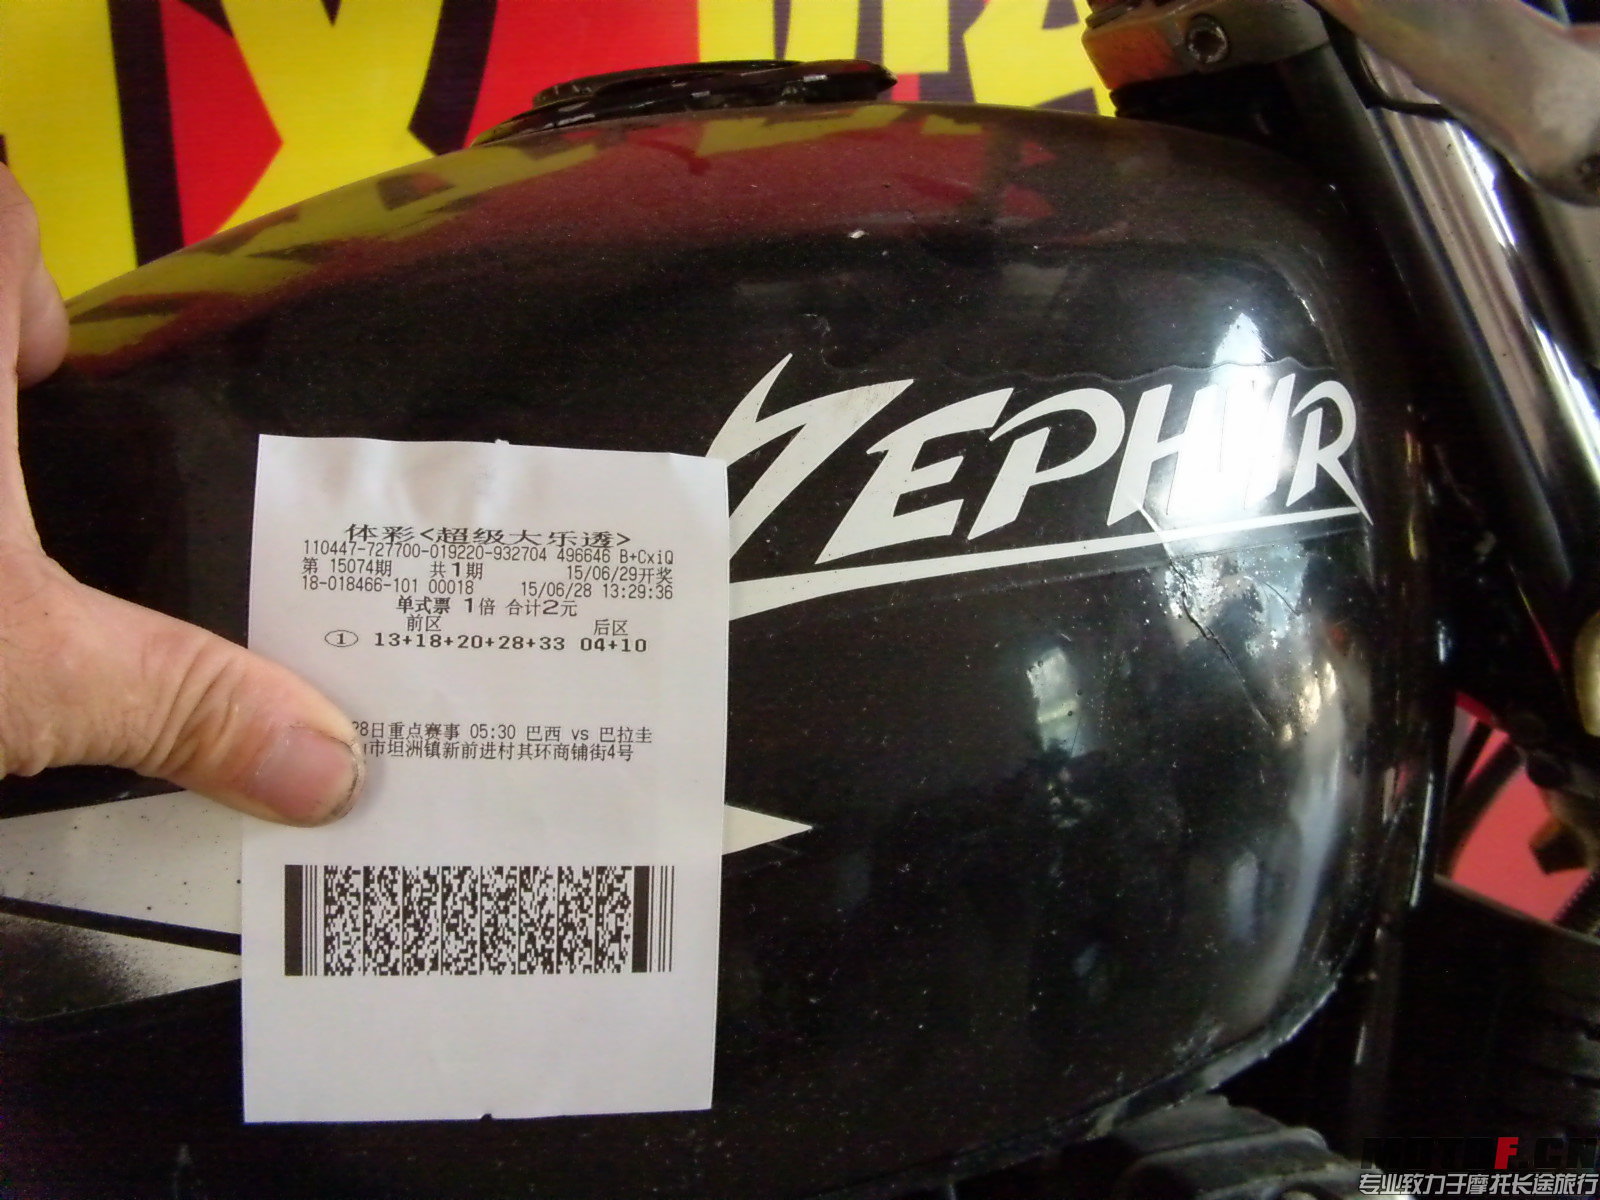 ZEPHYR
体彩<超级大乐透>
110447-727700-019220-932704 496646 B+CxiQ
第 15074期 共1期 15/06/29开奖
18-018466-101 00018 15/06/28 13:29:36
单式票 1倍 合计2元
前区 后区
① 13+18+20+28+33 04+10
28日重点赛事 05:30 巴西 vs 巴拉圭
市坦洲镇新前进村其环商铺街4号
MOTOF.CN
专业致力于摩托长途旅行